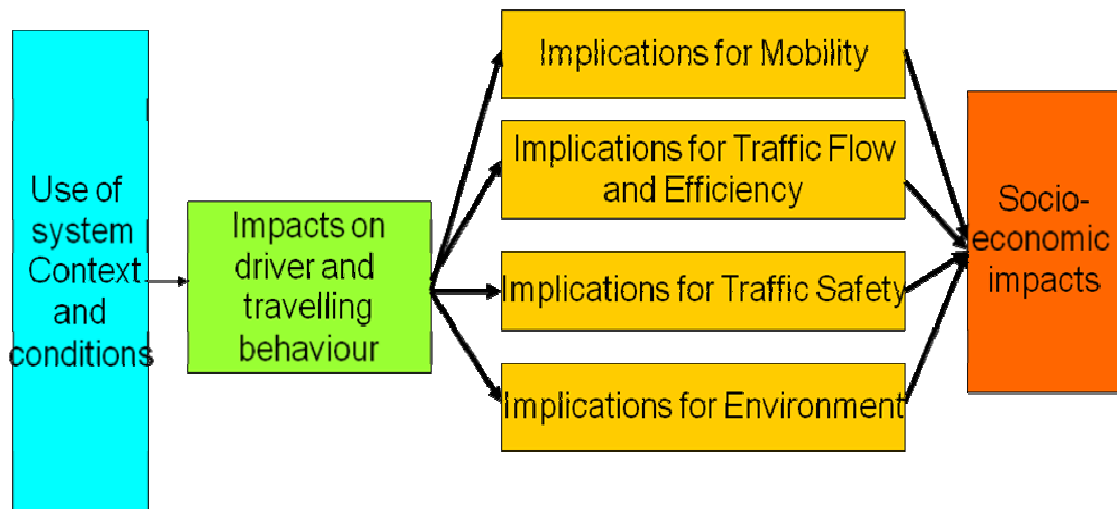 Use of
system
Context
and
conditions
Impacts on
driver and
travelling
behaviour
Implications for Mobility
Implications for Traffic Flow
and Efficiency
Implications for Traffic Safety
Implications for Environment
Socio-
economic
impacts